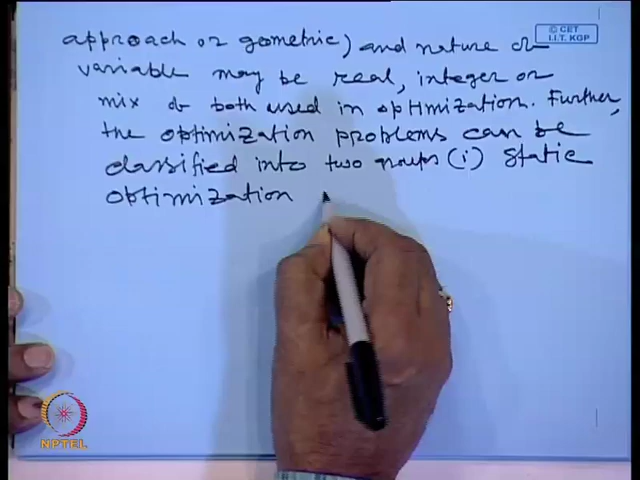 approach or gometric) and nature of
variable may be real, integer or
mix of both used in optimization. Further,
the optimization problems can be
classified into two groups (i) Static
optimization
© CET
I.I.T. KGP
NPTEL